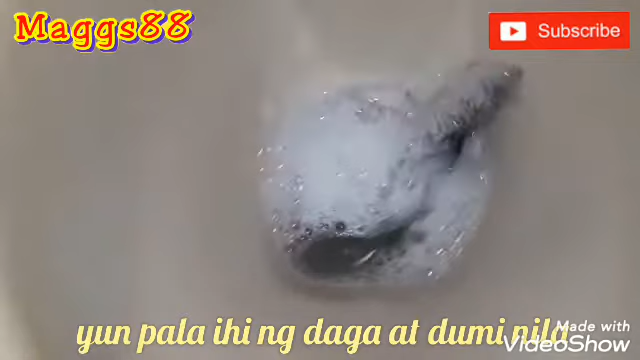 Maggs88
Subscribe
yun pala ihi ng daga at dumi nila
Made with
VideoShow